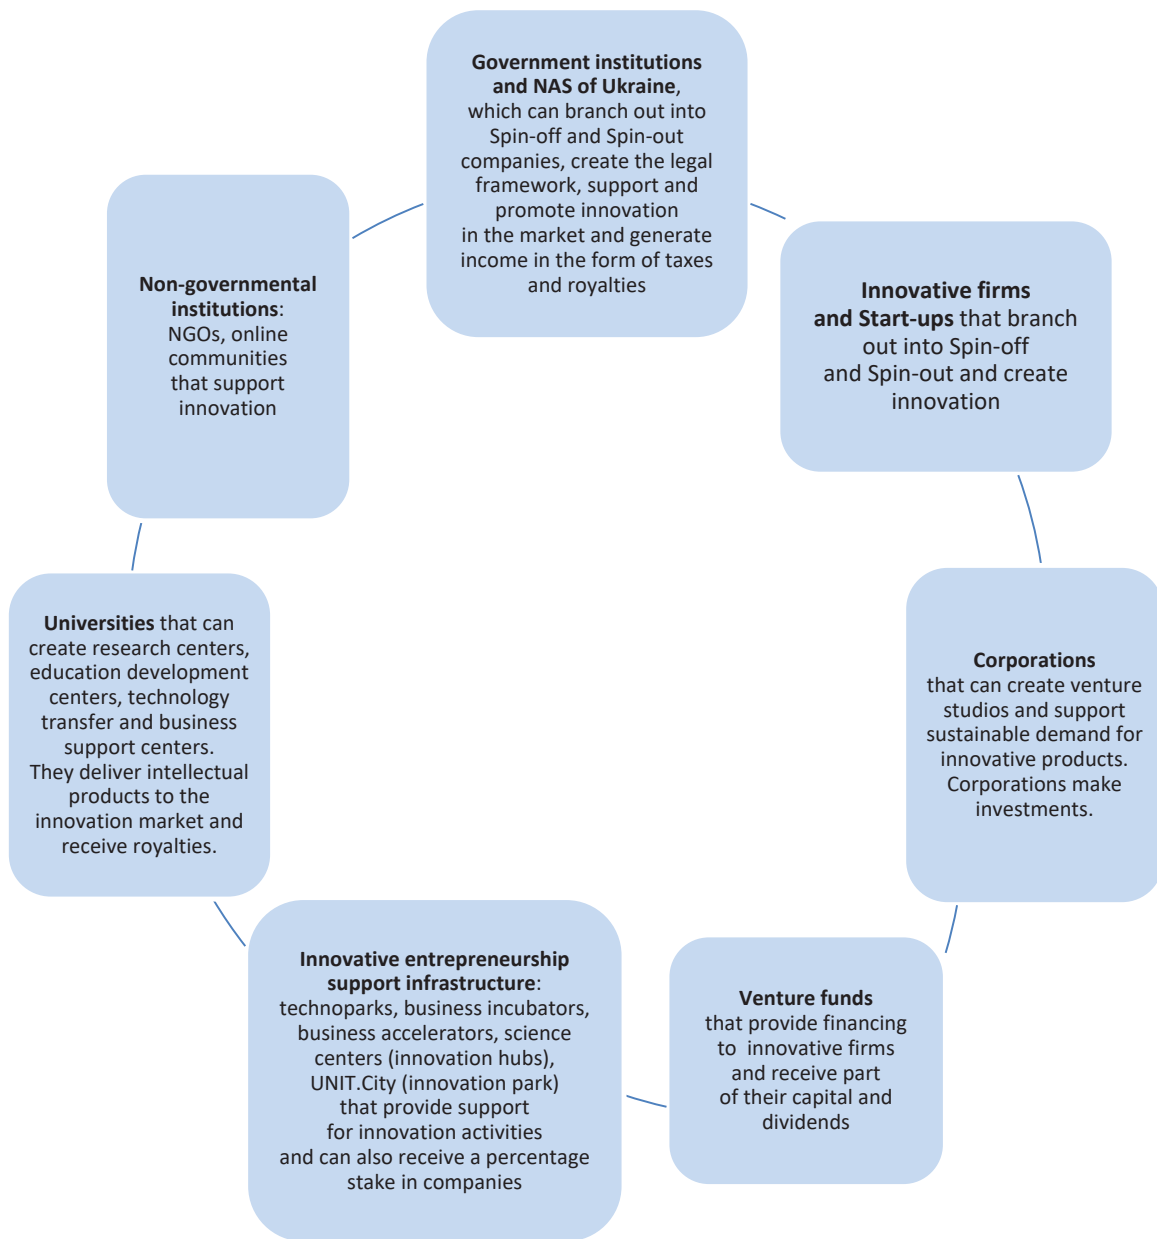 Government institutions
and NAS of Ukraine,
which can branch out into
Spin-off and Spin-out
companies, create the legal
framework, support and
promote innovation
in the market and generate
income in the form of taxes
and royalties
Innovative firms
and Start-ups that branch
out into Spin-off
and Spin-out and create
innovation
Corporations
that can create venture
studios and support
sustainable demand for
innovative products.
Corporations make
investments.
Venture funds
that provide financing
to innovative firms
and receive part
of their capital and
dividends
Innovative entrepreneurship
support infrastructure:
technoparks, business incubators,
business accelerators, science
centers (innovation hubs),
UNIT.City (innovation park)
that provide support
for innovation activities
and can also receive a percentage
stake in companies
Universities that can
create research centers,
education development
centers, technology
transfer and business
support centers.
They deliver intellectual
products to the
innovation market and
receive royalties.
Non-governmental
institutions:
NGOs, online
communities
that support
innovation